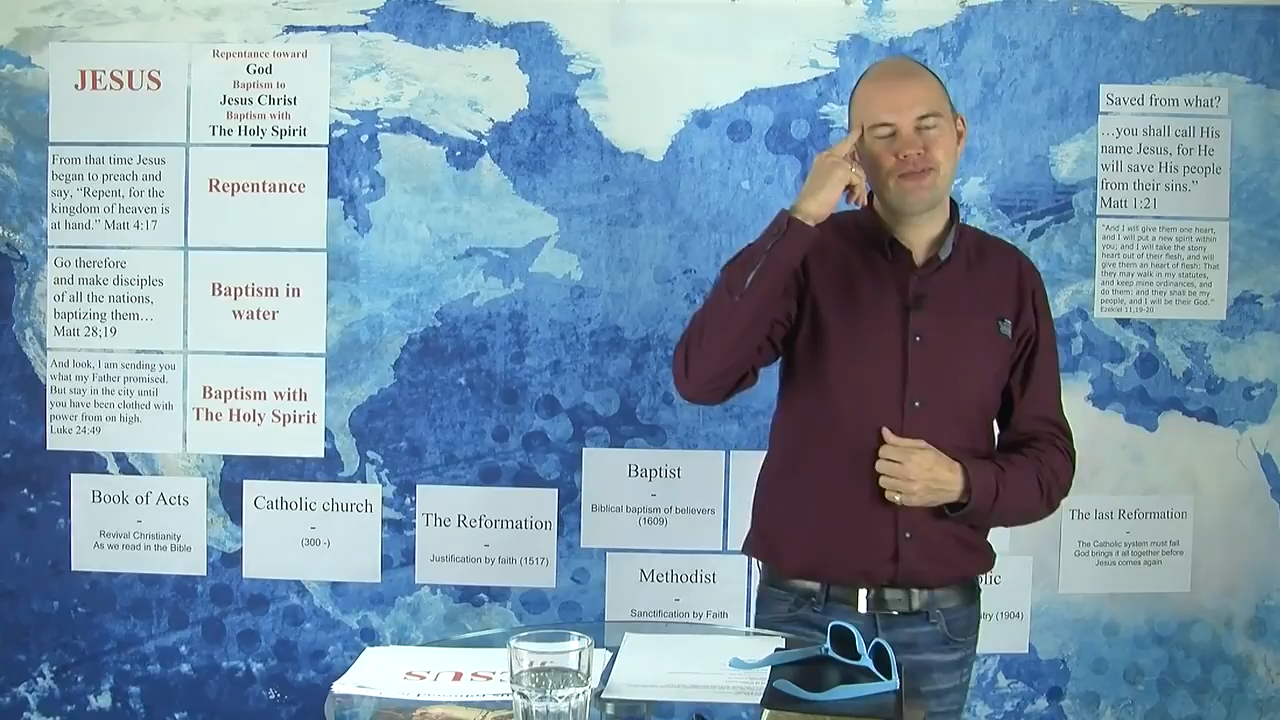 JESUS
Repentance toward
God
Baptism to
Jesus Christ
Baptism with
The Holy Spirit
From that time Jesus
began to preach and
say, “Repent, for the
kingdom of heaven is
at hand.” Matt 4:17
Repentance
Go therefore
and make disciples
of all the nations,
baptizing them…
Matt 28;19
Baptism in
water
And look, I am sending you
what my Father promised.
But stay in the city until
you have been clothed with
power from on high.
Luke 24:49
Baptism with
The Holy Spirit
Saved from what?
…you shall call His
name Jesus, for He
will save His people
from their sins.”
Matt 1:21
"And I will give them one heart,
and I will put a new spirit within
you; and I will take the stony
heart out of their flesh, and will
give them an heart of flesh: That
they may walk in my statutes,
and keep mine ordinances, and
do them: and they shall be my
people, and I will be their God."
Ezekiel 11,19-20
Book of Acts
-
Revival Christianity
As we read in the Bible
Catholic church
-
(300 -)
The Reformation
-
Justification by faith (1517)
Baptist
-
Biblical baptism of believers
(1609)
Methodist
-
Sanctification by Faith
olic
try (1904)
The last Reformation
-
The Catholic system must fall
God brings it all together before
Jesus comes again